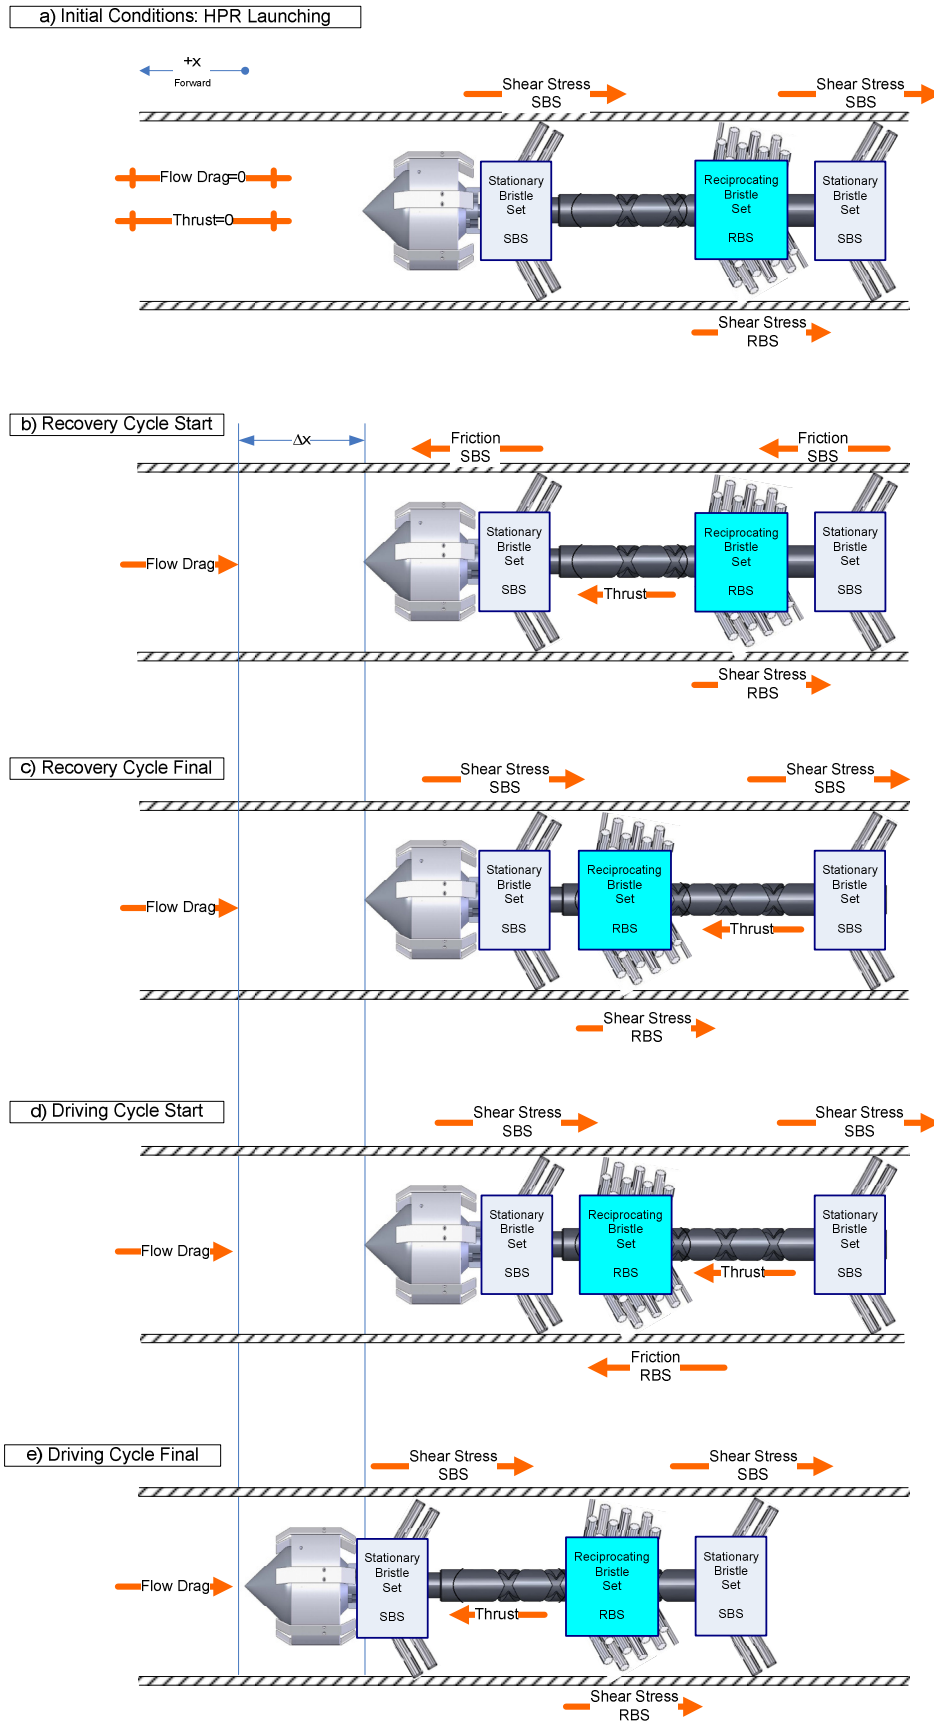 a) Initial Conditions: HPR Launching
+x
Forward
Shear Stress
SBS
Shear Stress
SBS
Flow Drag=0
Thrust=0
Stationary
Bristle
Set
SBS
Reciprocating
Bristle
Set
RBS
Stationary
Bristle
Set
SBS
Shear Stress
RBS
b) Recovery Cycle Start
Δx
Friction
SBS
Friction
SBS
Flow Drag
Stationary
Bristle
Set
SBS
Thrust
Reciprocating
Bristle
Set
RBS
Stationary
Bristle
Set
SBS
Shear Stress
RBS
c) Recovery Cycle Final
Shear Stress
SBS
Shear Stress
SBS
Flow Drag
Stationary
Bristle
Set
SBS
Reciprocating
Bristle
Set
RBS
Thrust
Stationary
Bristle
Set
SBS
Shear Stress
RBS
d) Driving Cycle Start
Shear Stress
SBS
Shear Stress
SBS
Flow Drag
Stationary
Bristle
Set
SBS
Reciprocating
Bristle
Set
RBS
Thrust
Stationary
Bristle
Set
SBS
Friction
RBS
e) Driving Cycle Final
Shear Stress
SBS
Shear Stress
SBS
Flow Drag
Stationary
Bristle
Set
SBS
Thrust
Reciprocating
Bristle
Set
RBS
Stationary
Bristle
Set
SBS
Shear Stress
RBS